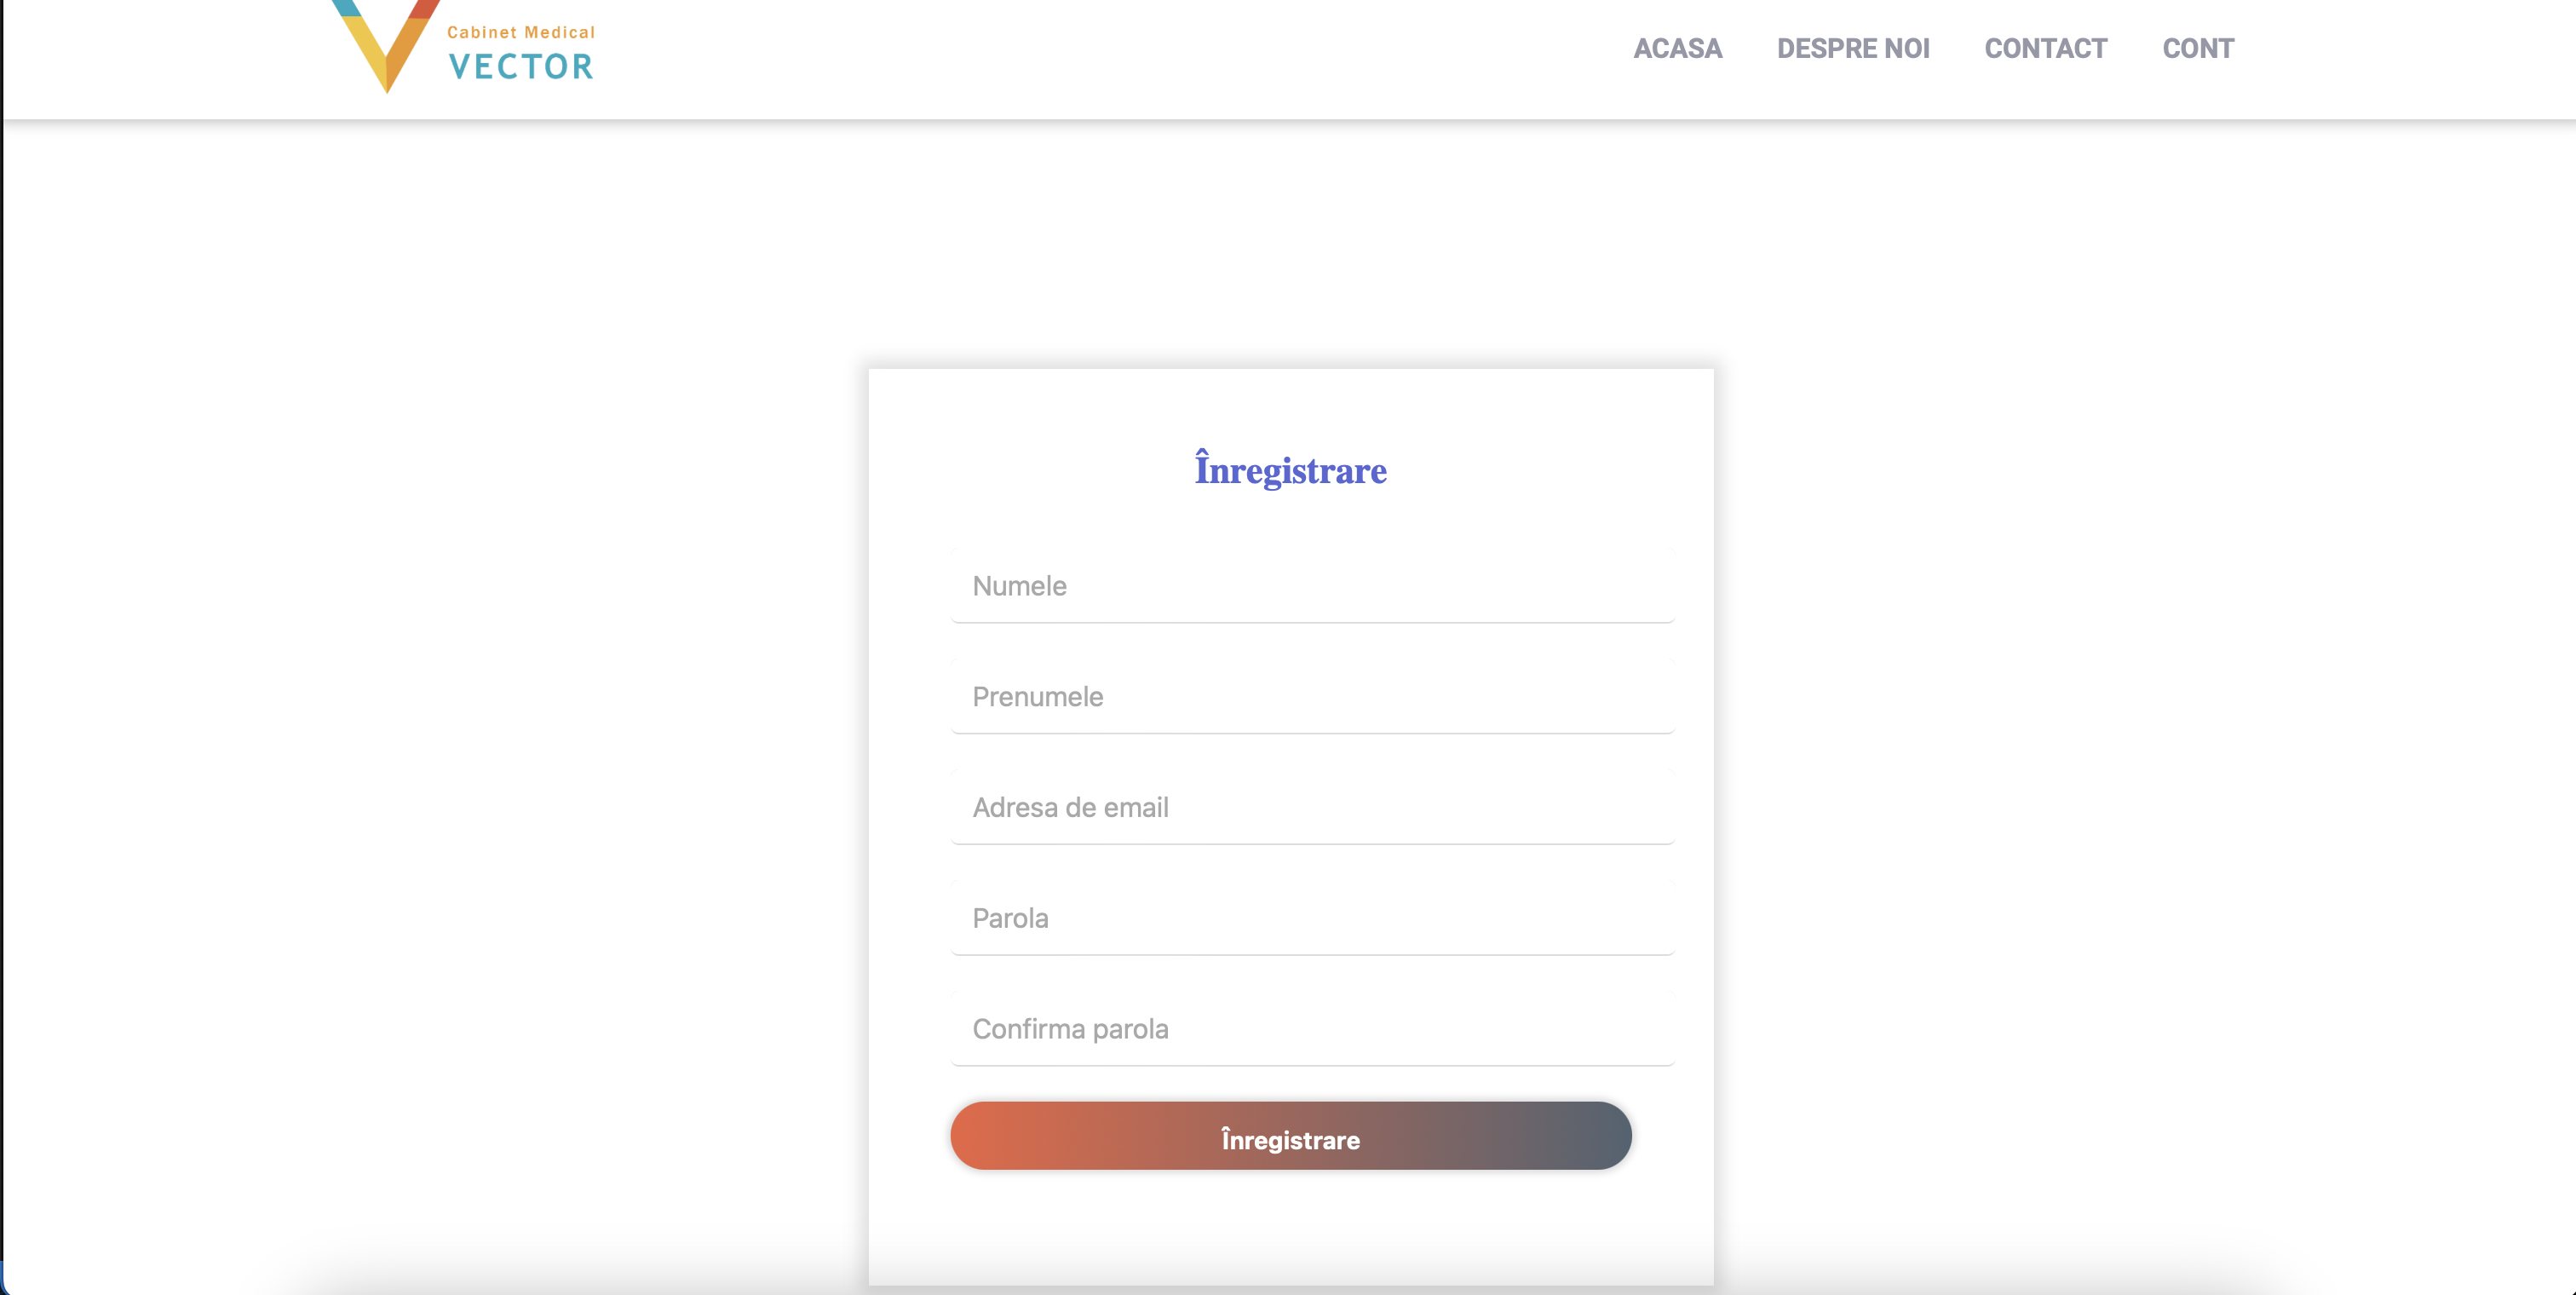 Cabinet Medical
VECTOR
ACASA DESPRE NOI CONTACT CONT
Înregistrare
Numele
Prenumele
Adresa de email
Parola
Confirma parola
Înregistrare